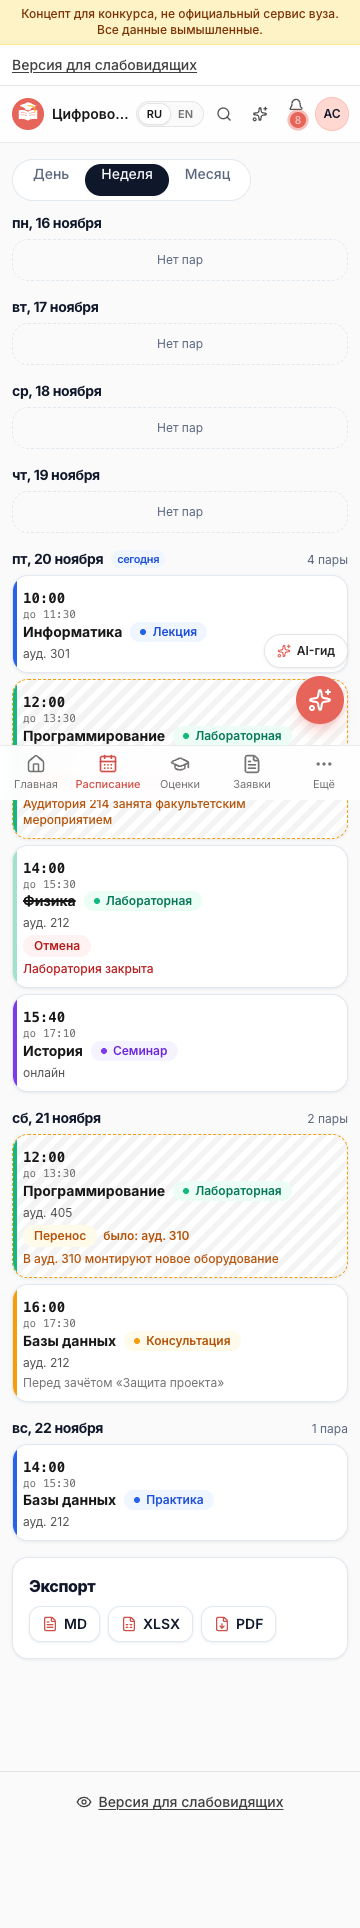 Концепт для конкурса, не официальный сервис вуза.
Все данные вымышленные.
Версия для слабовидящих
Цифрово...
RU EN
8
АС
День Неделя Месяц
пн, 16 ноября
Нет пар
вт, 17 ноября
Нет пар
ср, 18 ноября
Нет пар
чт, 19 ноября
Нет пар
пт, 20 ноября сегодня 4 пары
10:00
до 11:30
Информатика Лекция
ауд. 301
AI-гид
12:00
до 13:30
Программирование Лабораторная
Главная Расписание Оценки Заявки Ещё
Аудитория 214 занята факультетским
мероприятием
14:00
до 15:30
Физика Лабораторная
ауд. 212
Отмена
Лаборатория закрыта
15:40
до 17:10
История Семинар
онлайн
сб, 21 ноября 2 пары
12:00
до 13:30
Программирование Лабораторная
ауд. 405
Перенос было: ауд. 310
В ауд. 310 монтируют новое оборудование
16:00
до 17:30
Базы данных Консультация
ауд. 212
Перед зачётом «Защита проекта»
вс, 22 ноября 1 пара
14:00
до 15:30
Базы данных Практика
ауд. 212
Экспорт
MD XLSX PDF
Версия для слабовидящих